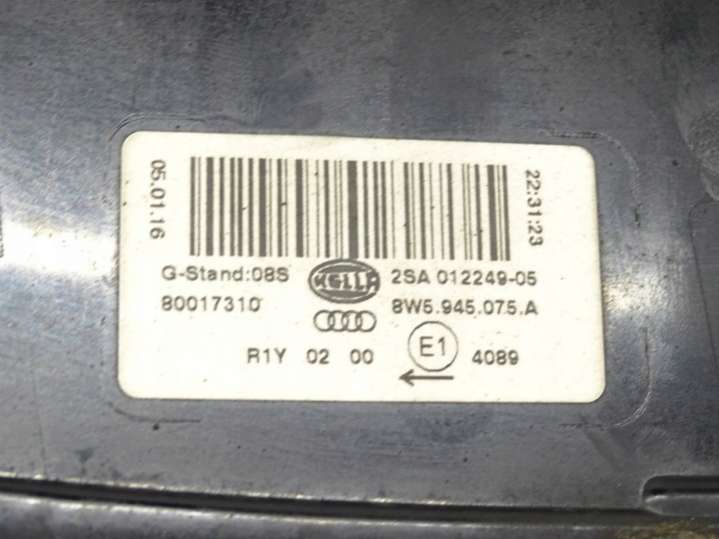 05.01.16
22:31:23
G-Stand:08S HELLA 2SA 012249-05
80017310 8W5.945.075.A
R1Y 02 00 E1 4089